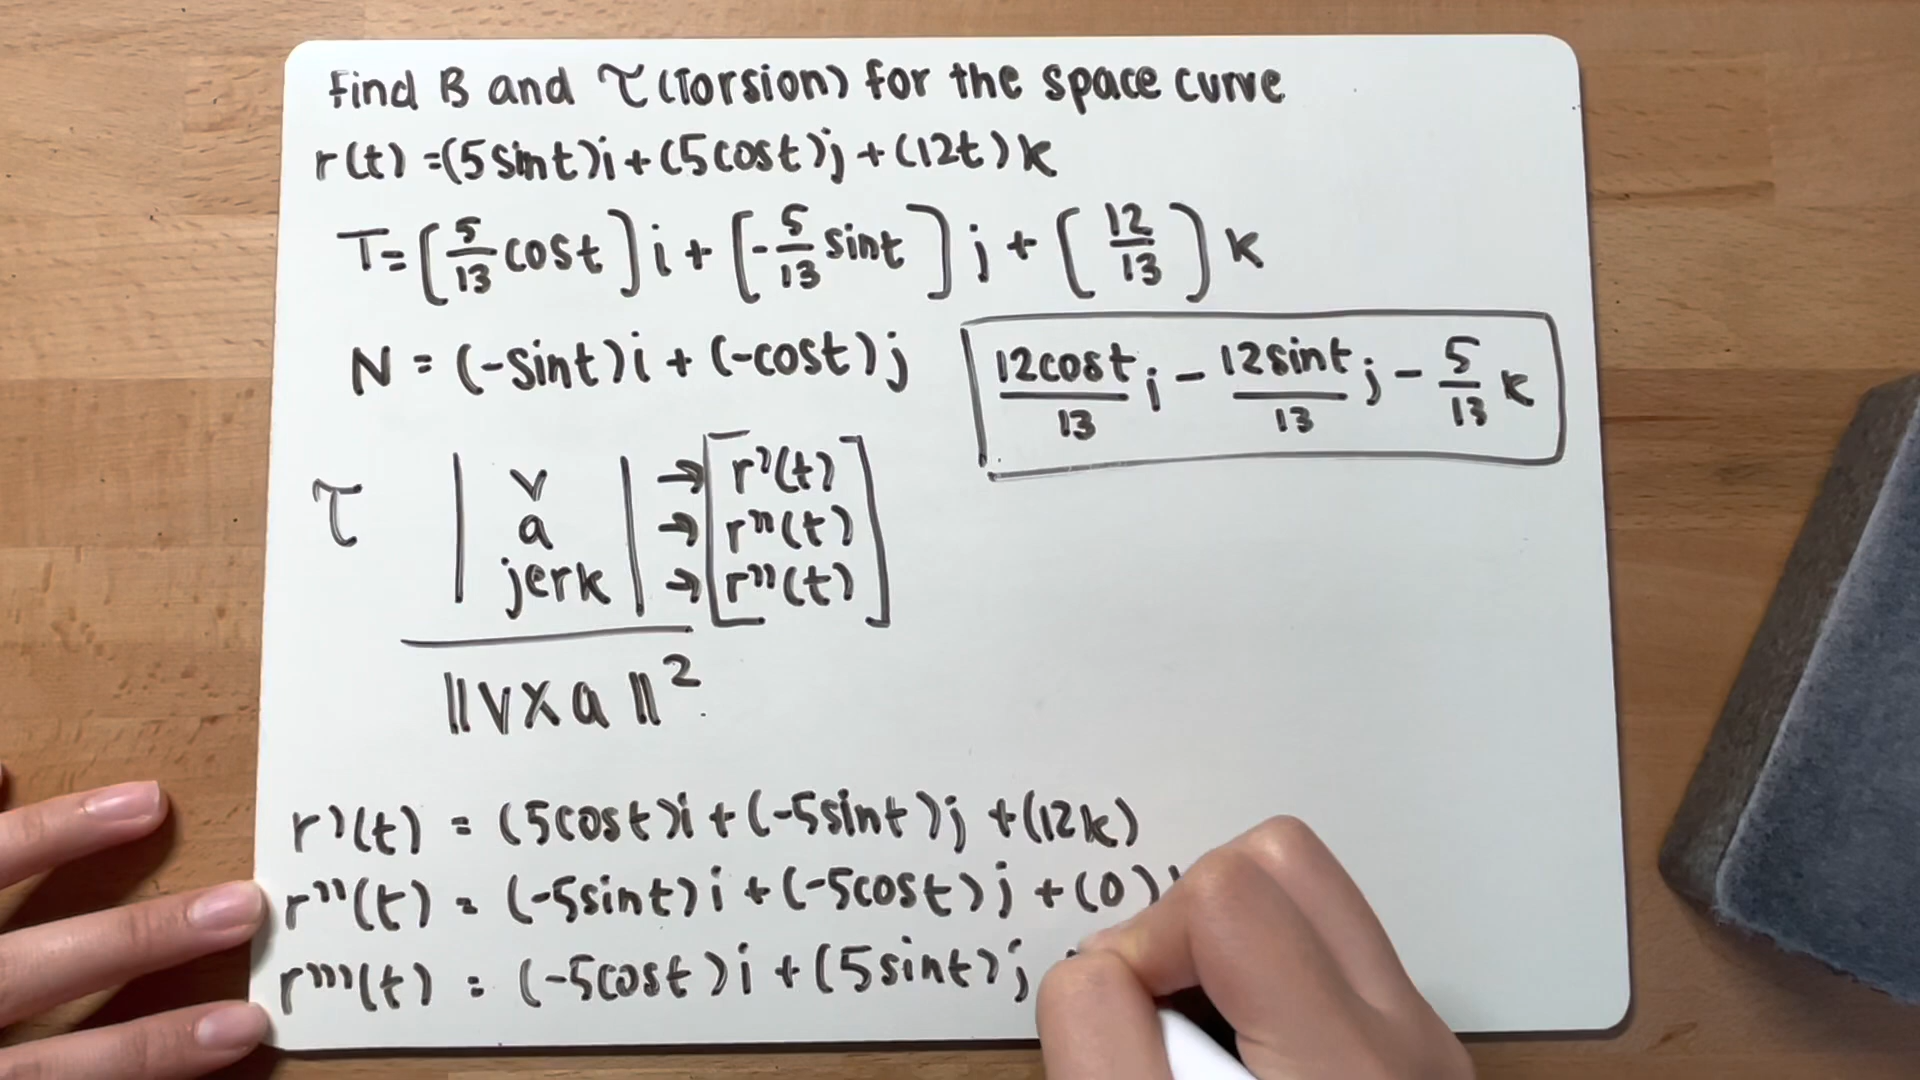 Find B and τ (Torsion) for the space curve
r(t) =(5sint)i+(5cost)j+(12t)k
T=[5/13 cost]i+[-5/13 sint]j+[12/13]k
N = (-sint)i + (-cost)j
12cost/13 i - 12sint/13 j - 5/13 k
τ | v a jerk | / ||v×a||²
→ r'(t)
→ r''(t)
→ r''(t)
r'(t) = (5cost)i+(-5sint)j +(12k)
r''(t) = (-5sint)i+(-5cost)j +(0)
r'''(t) = (-5cost)i+(5sint)j